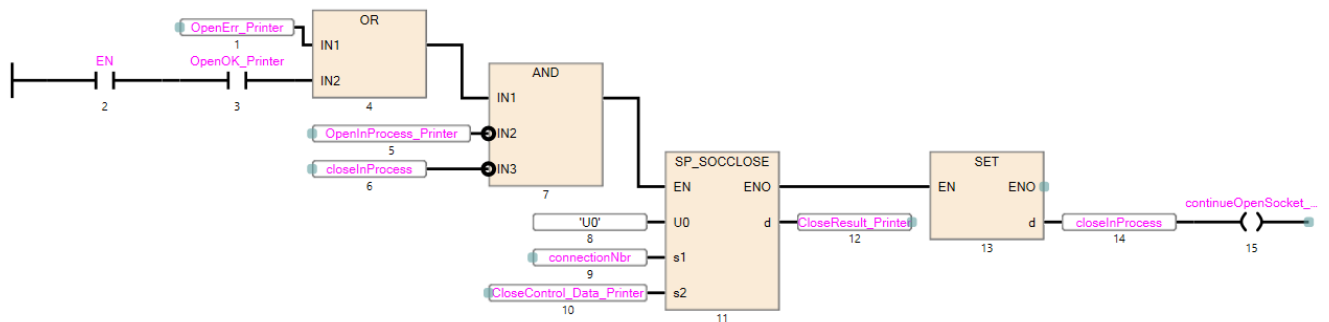 OR
OpenErr_Printer
1
IN1
EN
OpenOK_Printer
IN2
2
3
4
AND
IN1
OpenInProcess_Printer
IN2
5
closeInProcess
IN3
6
7
SP_SOCCLOSE
SET
EN
ENO
EN
ENO
continueOpenSocket_...
'U0'
U0
d
CloseResult_Printer
d
closeInProcess
8
12
13
14
15
connectionNbr
s1
9
CloseControl_Data_Printer
s2
10
11